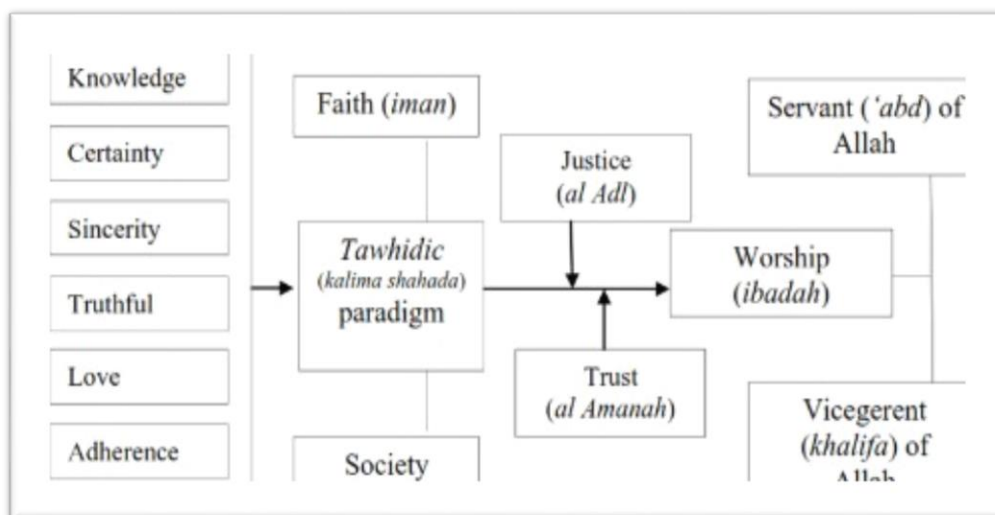 Knowledge
Certainty
Sincerity
Truthful
Love
Adherence
Faith (iman)
Tawhidic
(kalima shahada)
paradigm
Society
Justice
(al Adl)
Trust
(al Amanah)
Worship
(ibadah)
Servant (‘abd) of
Allah
Vicegerent
(khalifa) of
Allah